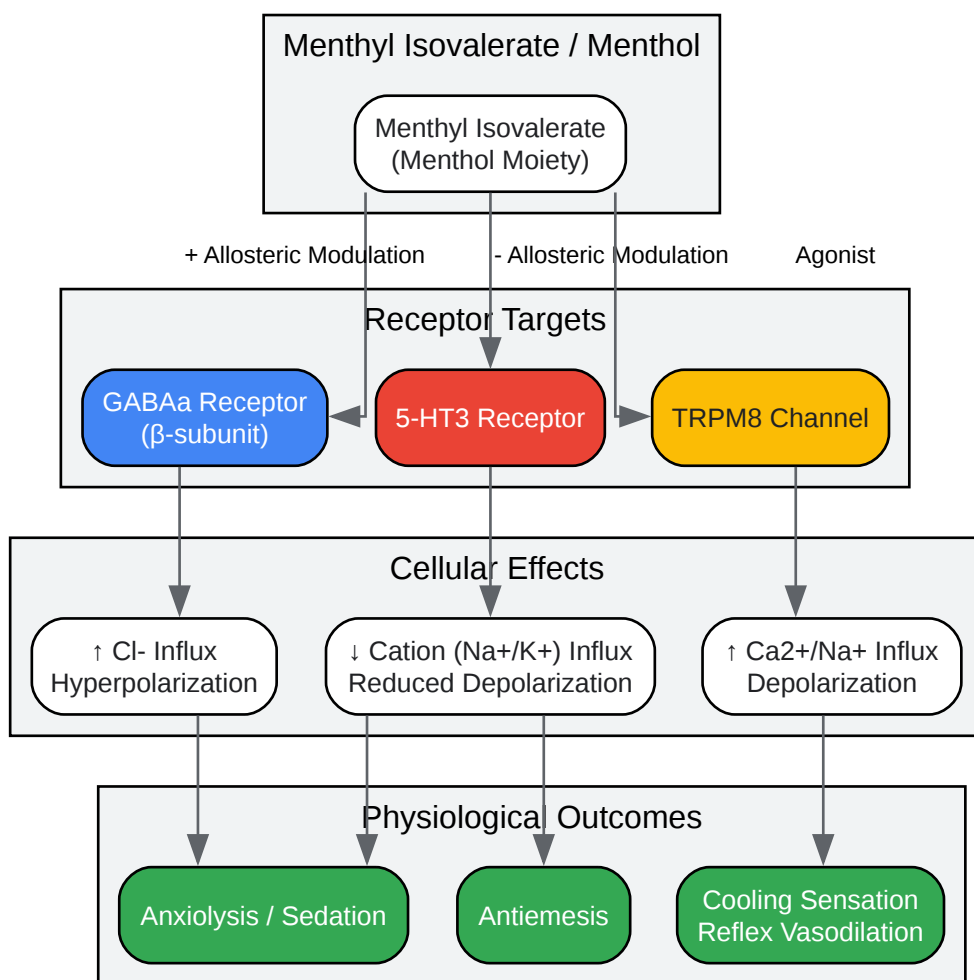 Menthyl Isovalerate / Menthol
Menthyl Isovalerate
(Menthol Moiety)
+ Allosteric Modulation
- Allosteric Modulation
Agonist
Receptor Targets
GABAa Receptor
(β-subunit)
5-HT3 Receptor
TRPM8 Channel
Cellular Effects
↑ Cl- Influx
Hyperpolarization
↓ Cation (Na+/K+) Influx
Reduced Depolarization
↑ Ca2+/Na+ Influx
Depolarization
Physiological Outcomes
Anxiolysis / Sedation
Antiemesis
Cooling Sensation
Reflex Vasodilation